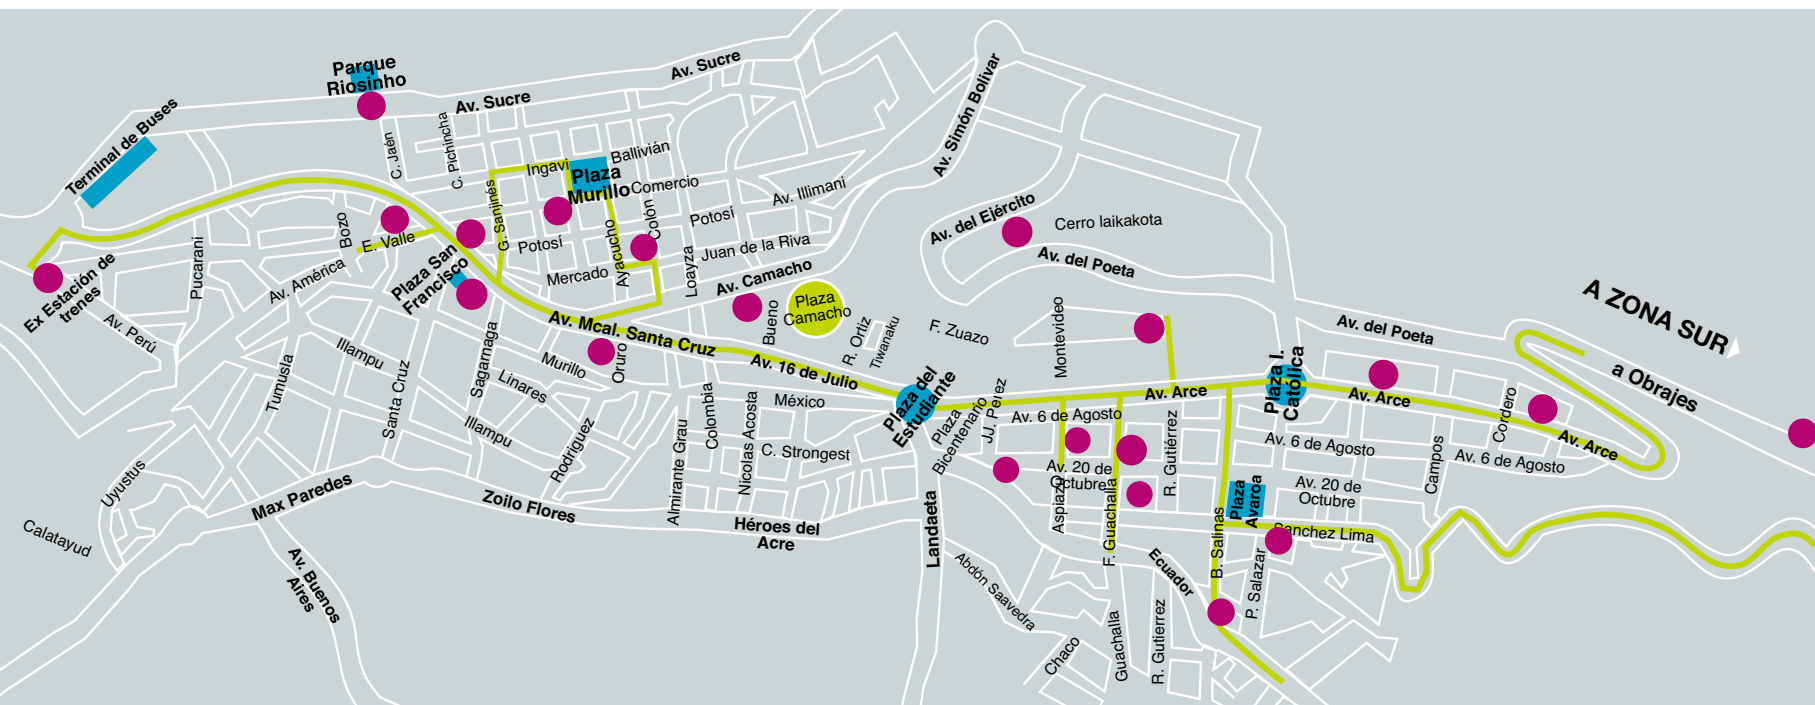 Parque
Riosinho
Av. Sucre
Av. Sucre
Terminal de Buses
C. Jaén
C. Pichincha
Ingavi
Plaza
Murillo
Ballivián
Comercio
Av. Illimani
Av. Simón Bolivar
G. Sanjinés
Potosí
Ayacucho
Colón
Potosí
Juan de la Riva
Mercado
Loayza
Av. Camacho
Bozo
E. Valle
Pucarani
Av. América
Plaza San
Francisco
Ex Estación de
trenes
Av. Perú
Av. del Ejército
Cerro laikakota
Av. del Poeta
A ZONA SUR
Plaza
Camacho
Bueno
R. Ortiz
Tiwanaku
F. Zuazo
Montevideo
Av. Mcal. Santa Cruz
Av. 16 de Julio
Av. del Poeta
a Obrajes
Tumusla
Illampu
Santa Cruz
Sagarnaga
Linares
Murillo
Oruro
Illampu
Rodriguez
México
Colombia
Nicolas Acosta
Almirante Grau
C. Strongest
Plaza del
Estudiante
Plaza
Bicentenario
JJ. Perez
Av. 6 de Agosto
Av. Arce
Plaza I.
Católica
Av. Arce
Cordero
Av. Arce
Av. 6 de Agosto
Av. 6 de Agosto
Campos
Av. 20 de
Octubre
Av. 20 de
Octubre
Aspiazu
F. Guachalla
R. Gutiérrez
Plaza
Avaroa
Sanchez Lima
B. Salinas
P. Salazar
Ecuador
Uyustus
Calatayud
Max Paredes
Zoilo Flores
Héroes del
Acre
Landaeta
Av. Buenos
Aires
Abdón Saavedra
Chaco
Guachalla
R. Gutierrez